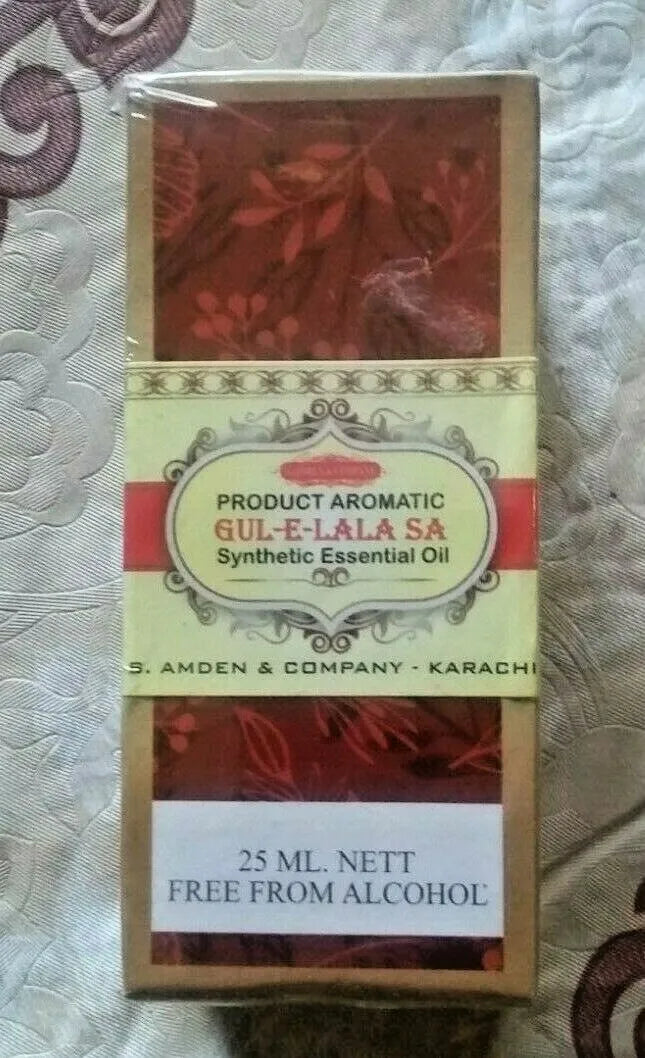 PRODUCT AROMATIC
GUL-E-LALA SA
Synthetic Essential Oil
S. AMDEN & COMPANY - KARACHI
25 ML. NETT
FREE FROM ALCOHOL